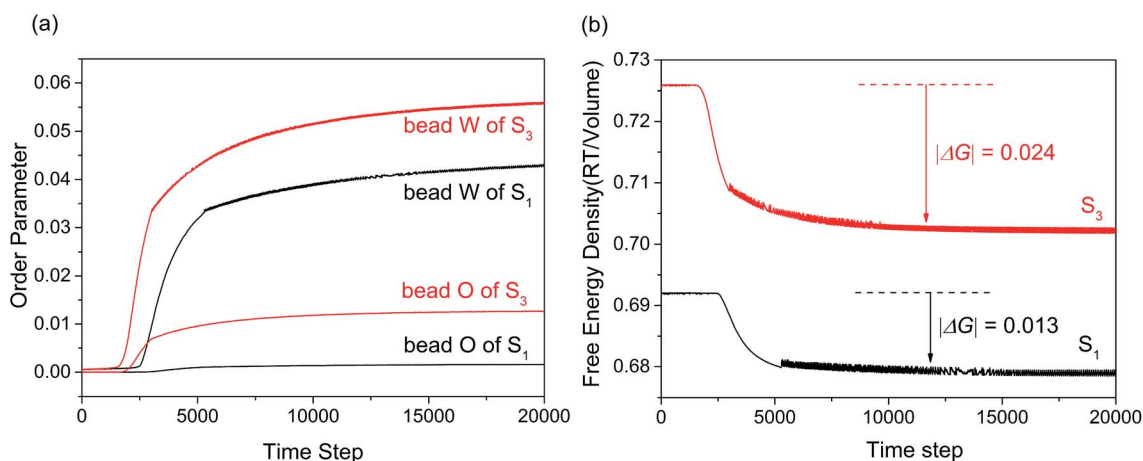 (a)
Order Parameter
0.06
0.05
0.04
0.03
0.02
0.01
0.00
bead W of S3
bead W of S1
bead O of S3
bead O of S1
0 5000 10000 15000 20000
Time Step
(b)
Free Energy Density(RT/Volume)
0.73
0.72
0.71
0.70
0.69
0.68
|ΔG| = 0.024
S3
|ΔG| = 0.013
S1
0 5000 10000 15000 20000
Time step